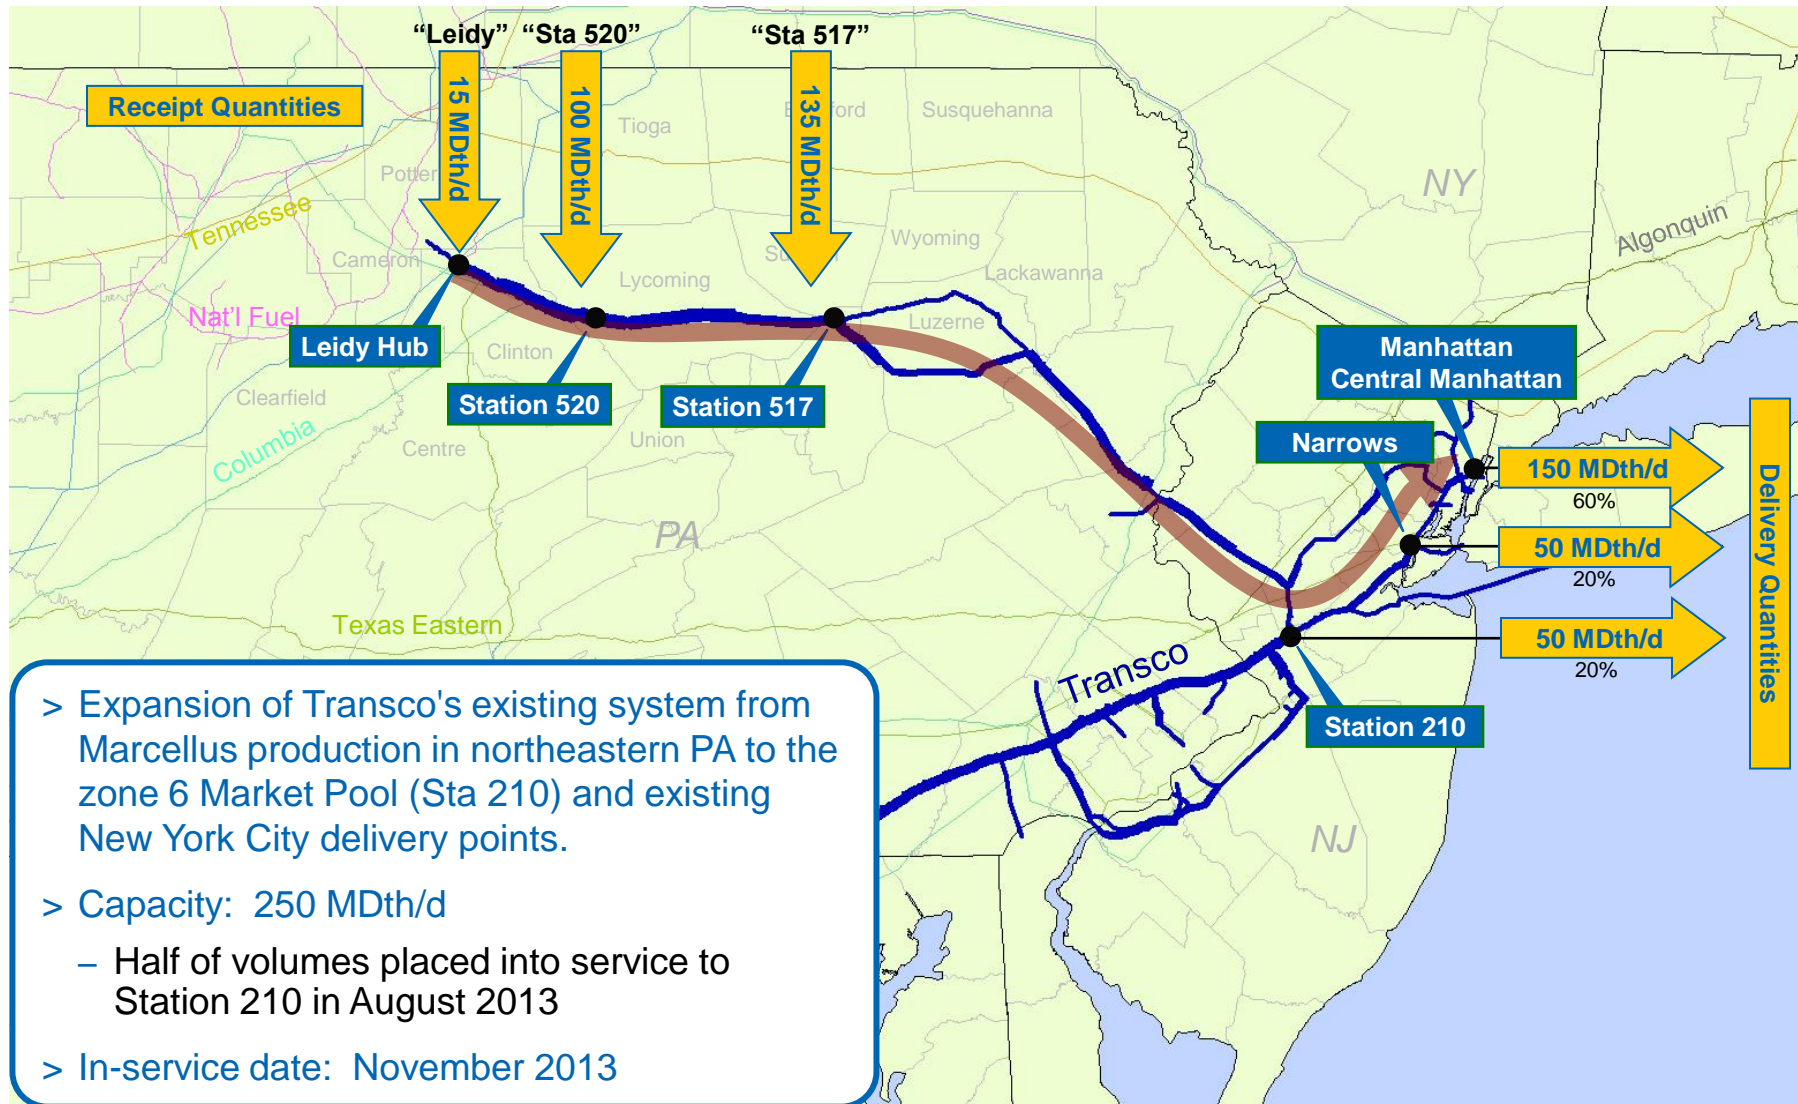 “Leidy” “Sta 520” “Sta 517”
Receipt Quantities
15 MDth/d
100 MDth/d
135 MDth/d
Tioga
Susquehanna
Potter
NY
Tennessee
Algonquin
Cameron
Wyoming
Lycoming
Lackawanna
Nat'l Fuel
Luzerne
Leidy Hub
Clinton
Manhattan
Central Manhattan
Station 520
Station 517
Clearfield
Columbia
Centre
Union
Narrows
150 MDth/d
60%
PA
50 MDth/d
20%
Delivery Quantities
Texas Eastern
50 MDth/d
20%
Transco
Station 210
NJ
> Expansion of Transco's existing system from
Marcellus production in northeastern PA to the
zone 6 Market Pool (Sta 210) and existing
New York City delivery points.
> Capacity: 250 MDth/d
– Half of volumes placed into service to
Station 210 in August 2013
> In-service date: November 2013